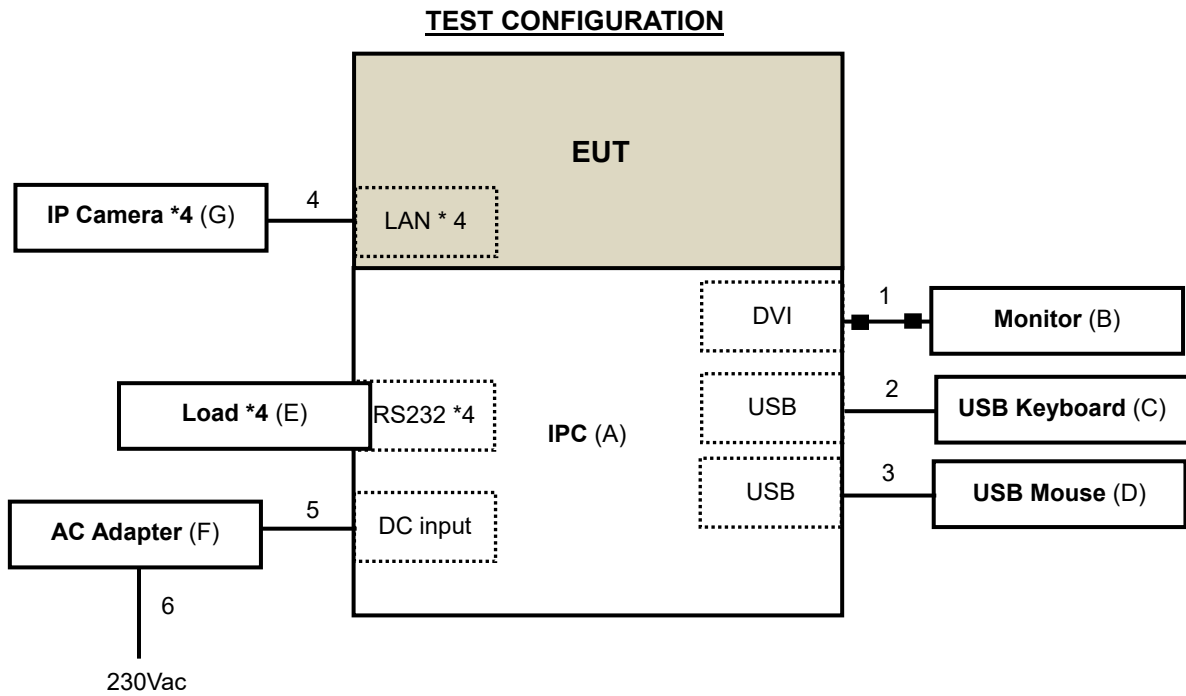 TEST CONFIGURATION
EUT
IP Camera *4 (G)
4
LAN * 4
DVI
1
Monitor (B)
Load *4 (E)
RS232 *4
IPC (A)
USB
2
USB Keyboard (C)
USB
3
USB Mouse (D)
AC Adapter (F)
5
DC input
6
230Vac